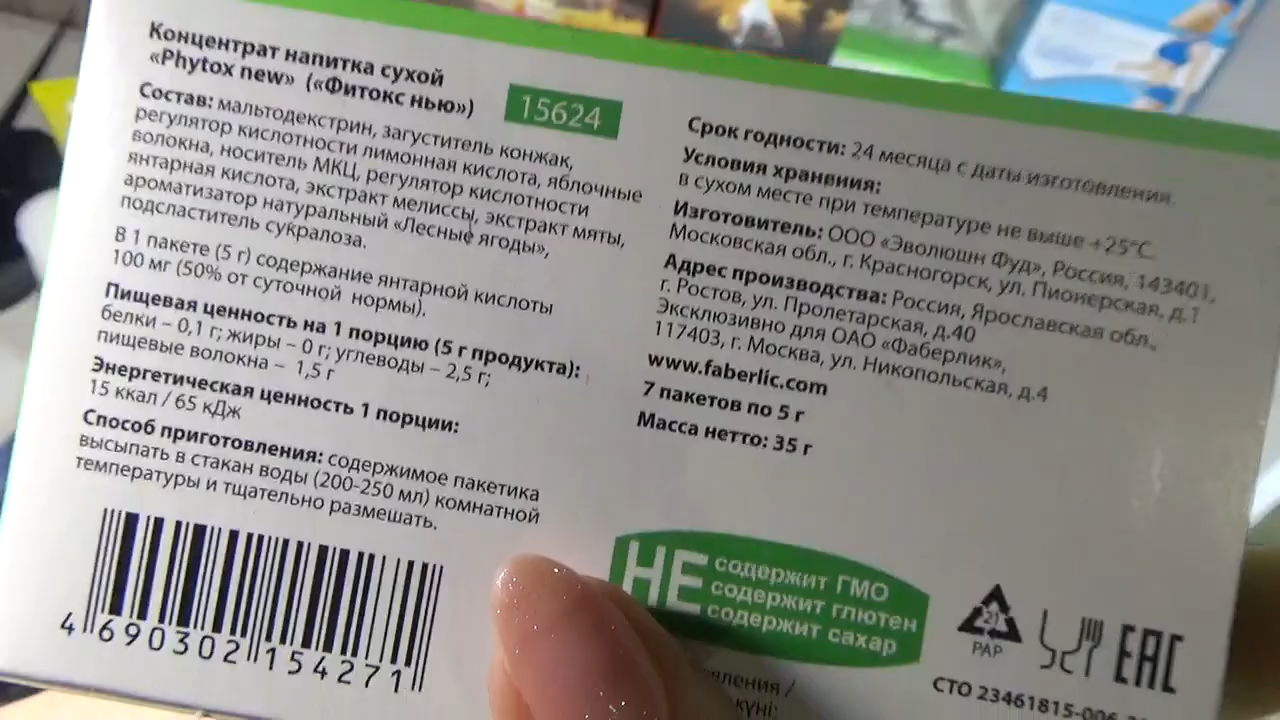 Концентрат напитка сухой
«Phytox new» («Фитокс нью»)
15624
Состав: мальтодекстрин, загуститель конжак,
регулятор кислотности лимонная кислота, яблочные
волокна, носитель МКЦ, регулятор кислотности
янтарная кислота, экстракт мелиссы, экстракт мяты,
ароматизатор натуральный «Лесные ягоды»,
подсластитель сукралоза.
В 1 пакете (5 г) содержание янтарной кислоты
100 мг (50% от суточной нормы).
Пищевая ценность на 1 порцию (5 г продукта):
белки – 0,1 г; жиры – 0 г; углеводы – 2,5 г;
пищевые волокна – 1,5 г
Энергетическая ценность 1 порции:
15 ккал / 65 кДж
Способ приготовления: содержимое пакетика
высыпать в стакан воды (200-250 мл) комнатной
температуры и тщательно размешать.
4 690302 154271
Срок годности: 24 месяца с даты изготовления.
Условия хранения:
в сухом месте при температуре не выше +25°C.
Изготовитель: ООО «Эволюшн Фуд», Россия, 143401,
Московская обл., г. Красногорск, ул. Пионерская, д.1
Адрес производства: Россия, Ярославская обл.,
г. Ростов, ул. Пролетарская, д.40
Эксклюзивно для ОАО «Фаберлик»,
117403, г. Москва, ул. Никопольская, д.4
www.faberlic.com
7 пакетов по 5 г
Масса нетто: 35 г
НЕ содержит ГМО
содержит глютен
содержит сахар
21
PAP
EAC
СТО 23461815-006